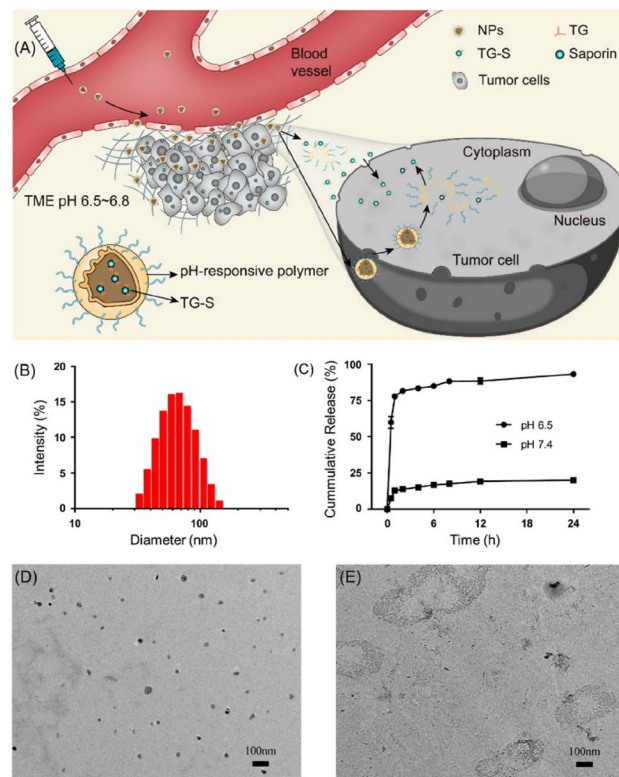 (A)
NPs
TG
TG-S
Saporin
Tumor cells
Blood
vessel
TME pH 6.5~6.8
Cytoplasm
Nucleus
Tumor cell
pH-responsive polymer
TG-S
(B)
Intensity (%)
20
15
10
5
0
10
100
Diameter (nm)
(C)
Cummulative Release (%)
100
75
50
25
0
pH 6.5
pH 7.4
0
6
12
18
24
Time (h)
(D)
100nm
(E)
100nm